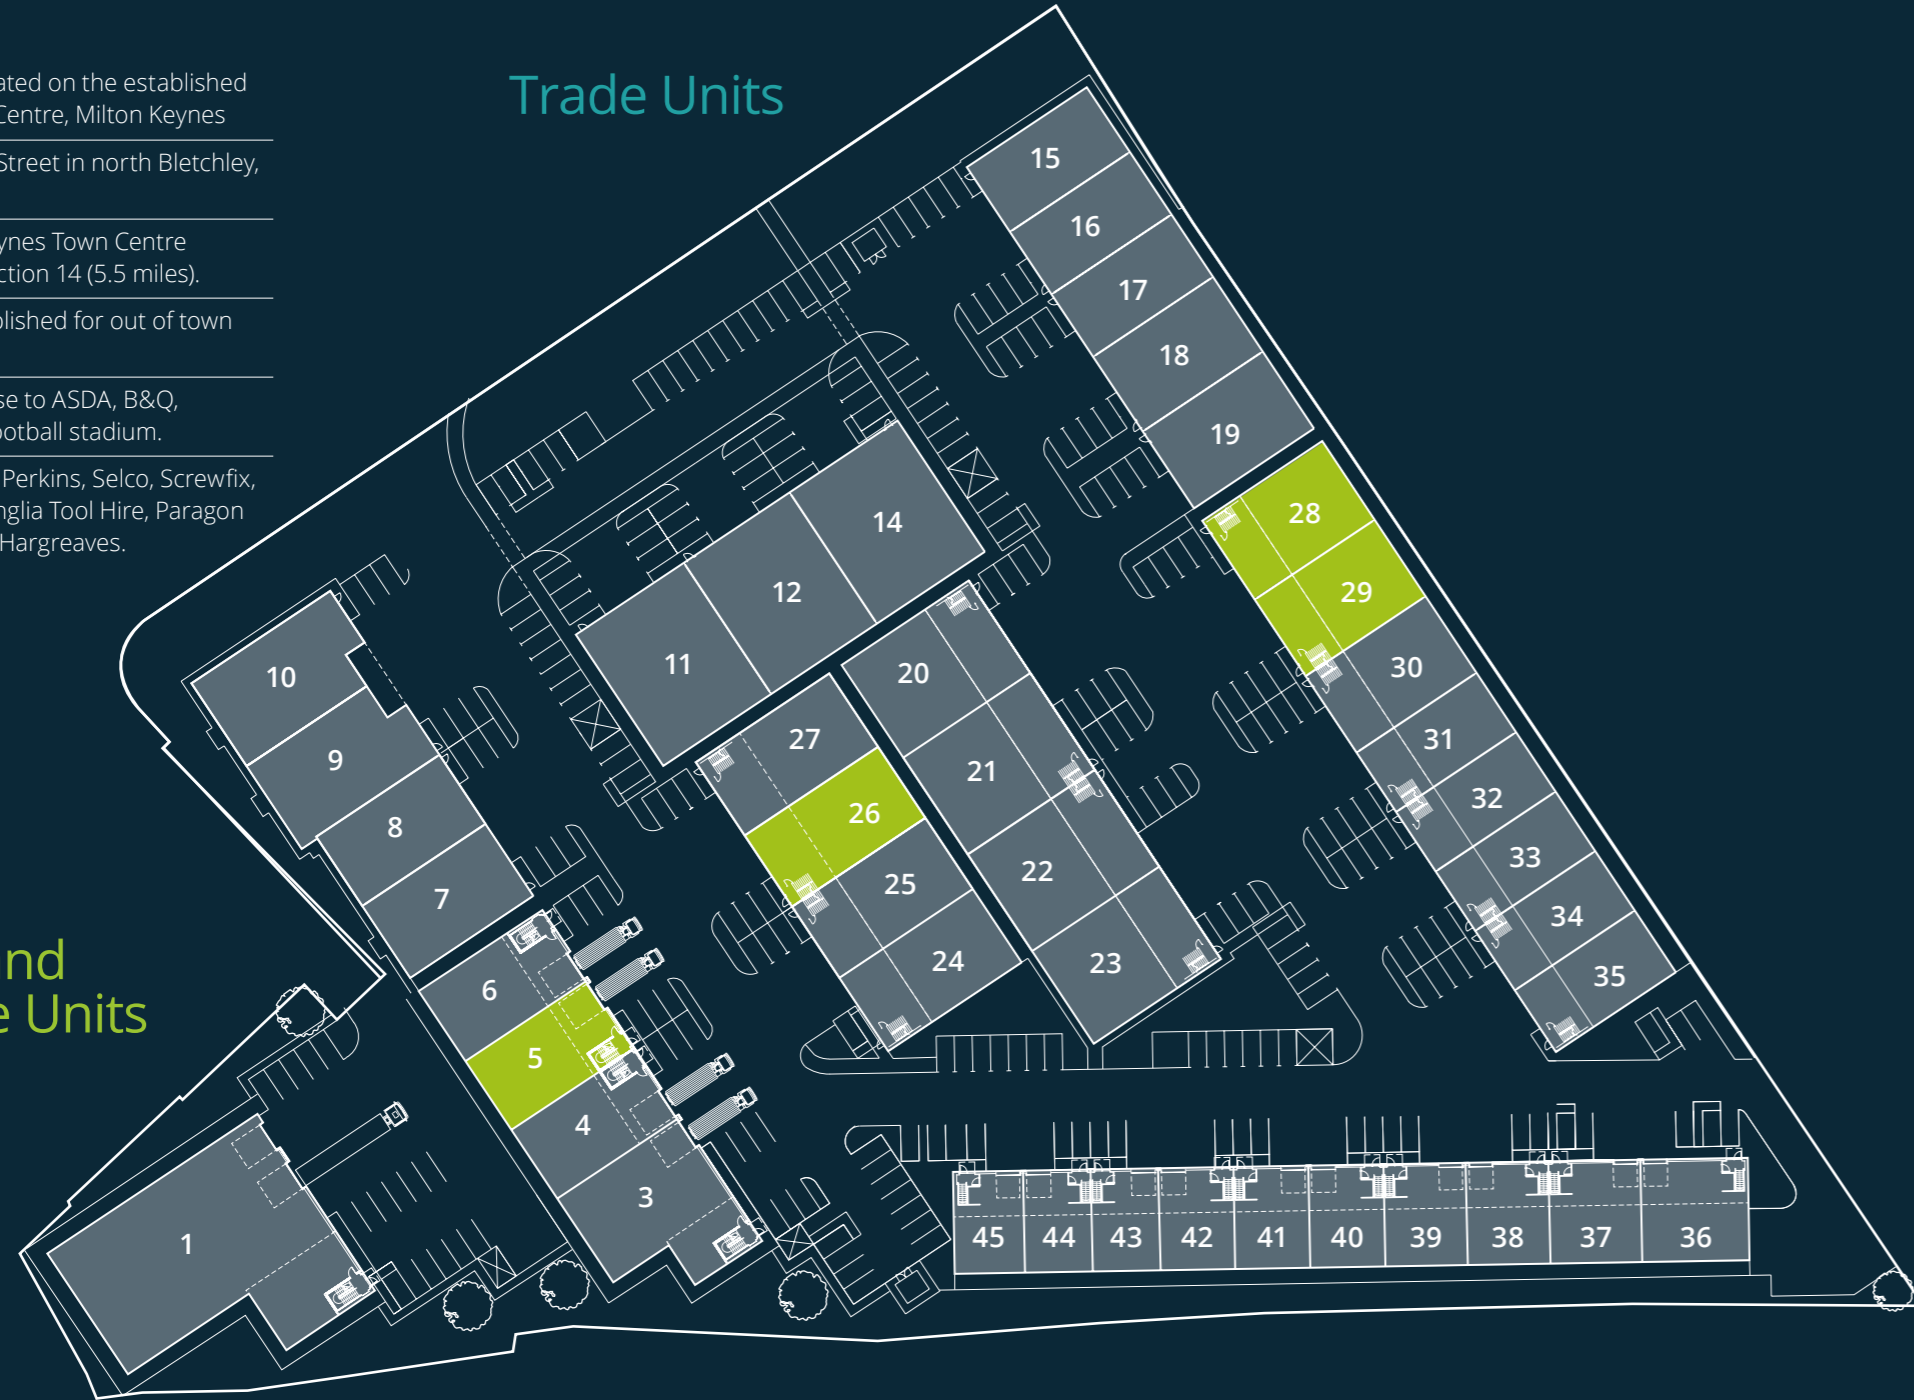 Trade Units
ated on the established
Centre, Milton Keynes
Street in north Bletchley,
ynes Town Centre
ction 14 (5.5 miles).
blished for out of town
se to ASDA, B&Q,
ootball stadium.
Perkins, Selco, Screwfix,
nglia Tool Hire, Paragon
Hargreaves.
nd
e Units
15
16
17
18
19
28
29
30
31
32
33
34
35
14
12
11
20
21
22
23
27
26
25
24
10
9
8
7
6
5
4
3
1
45 44 43 42 41 40 39 38 37 36